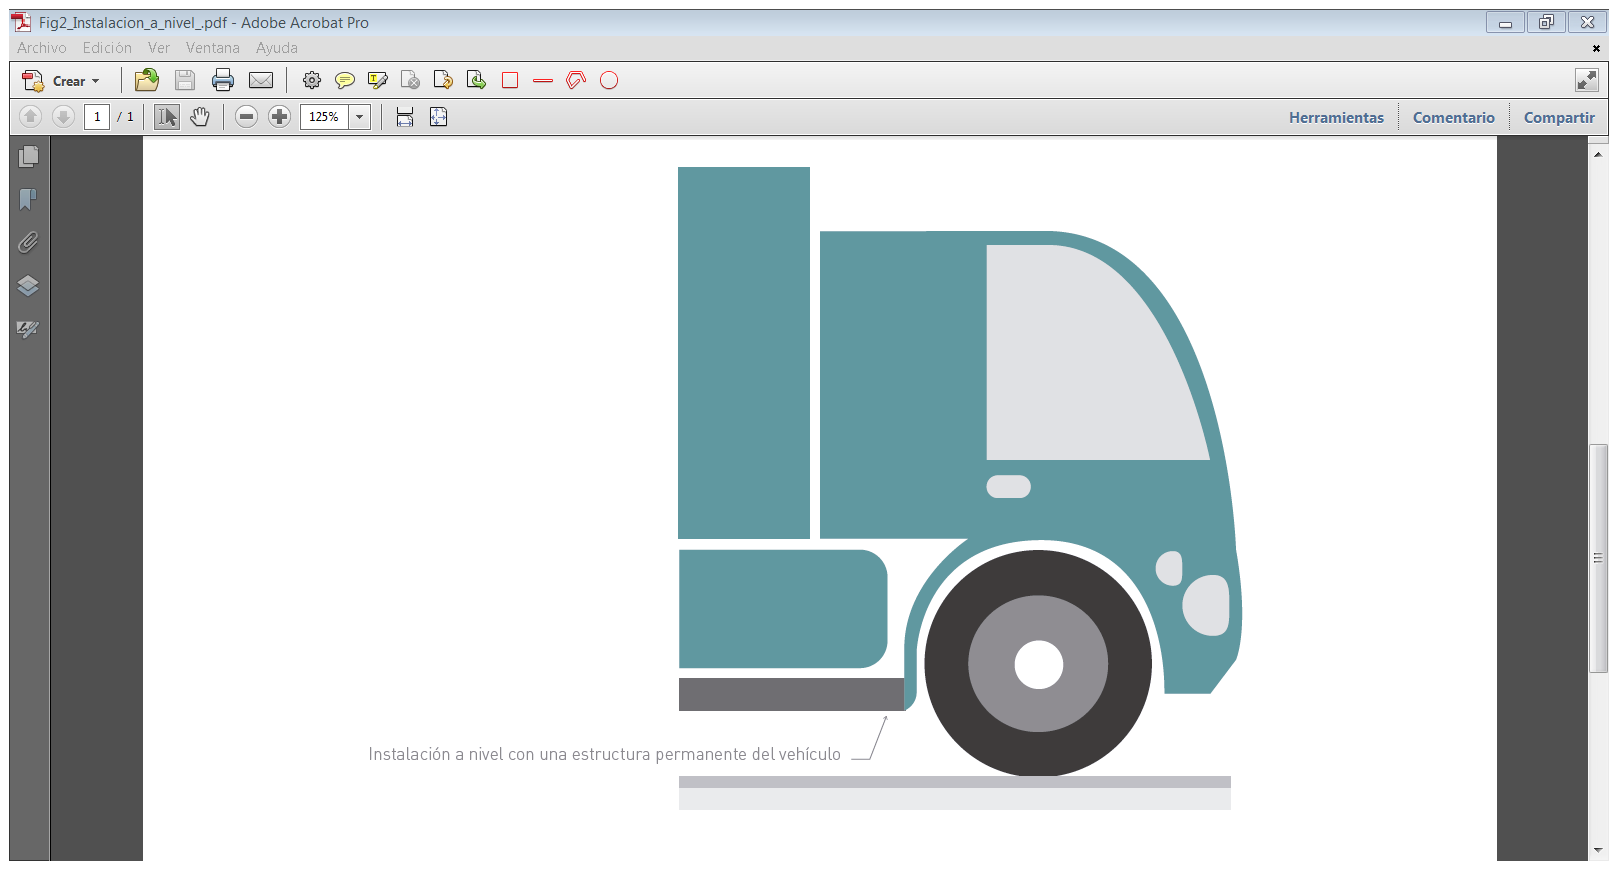 Fig2_Instalacion_a_nivel_.pdf - Adobe Acrobat Pro
Archivo Edición Ver Ventana Ayuda
Crear
1 / 1 125% Herramientas Comentario Compartir
Instalación a nivel con una estructura permanente del vehículo